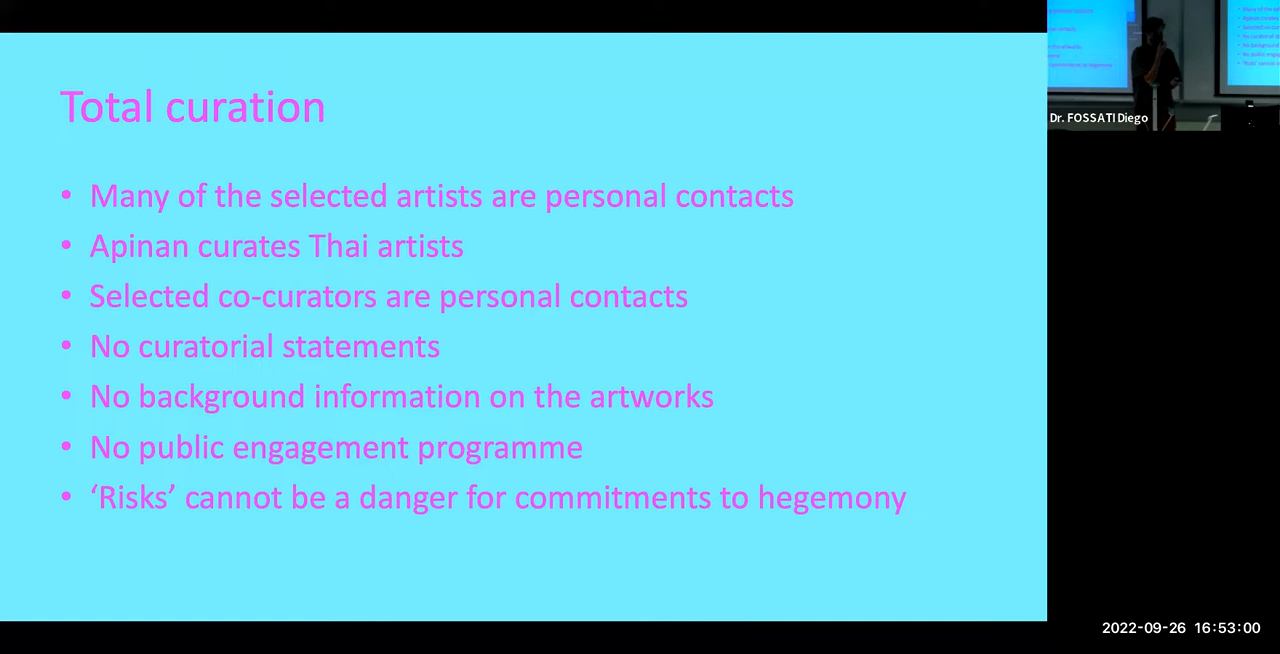 Total curation
• Many of the selected artists are personal contacts
• Apinan curates Thai artists
• Selected co-curators are personal contacts
• No curatorial statements
• No background information on the artworks
• No public engagement programme
• ‘Risks’ cannot be a danger for commitments to hegemony
Dr. FOSSATI Diego
2022-09-26 16:53:00